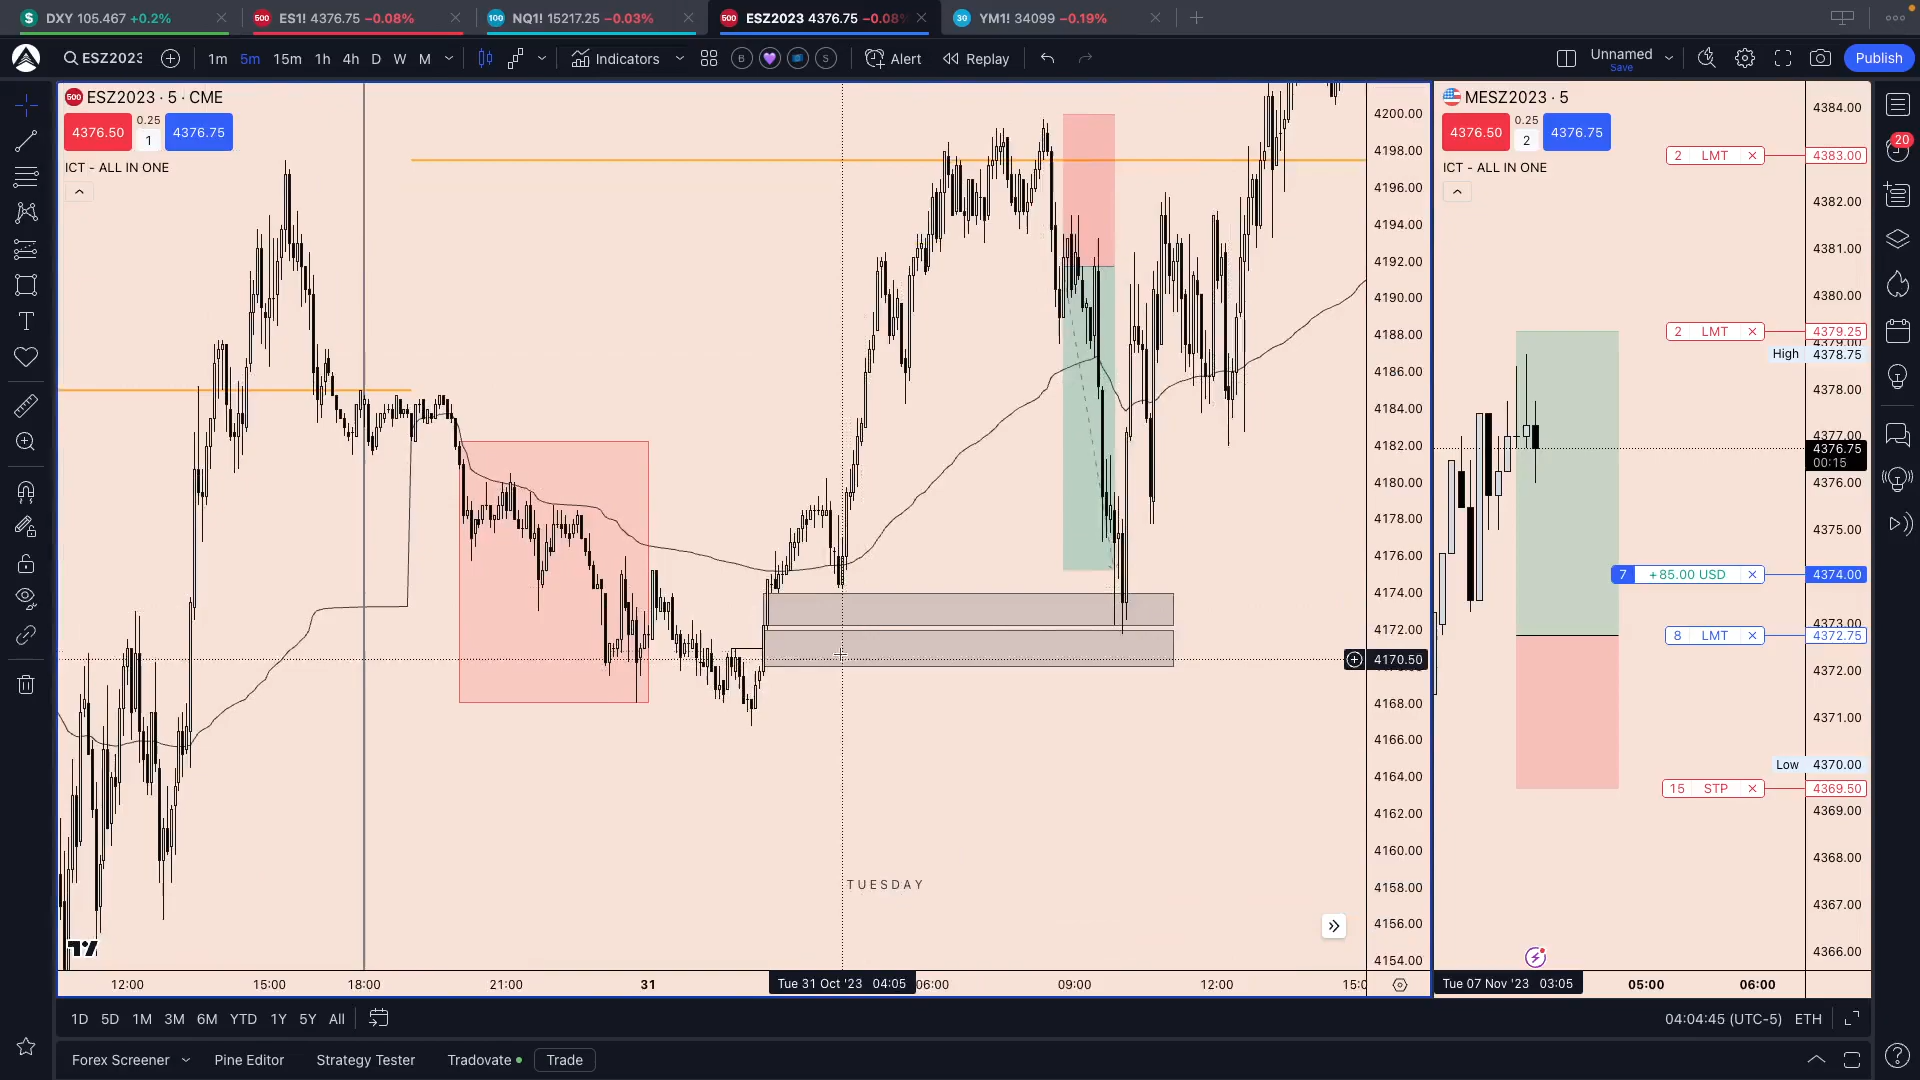 DXY 105.467 +0.2%
500 ES1! 4376.75 −0.08%
100 NQ1! 15217.25 −0.03%
500 ESZ2023 4376.75 −0.08%
30 YM1! 34099 −0.19%
ESZ2023
1m 5m 15m 1h 4h D W M
Indicators
B S
Alert
Replay
Unnamed
Save
Publish
500 ESZ2023 · 5 · CME
4376.50
0.25
1
4376.75
ICT - ALL IN ONE
4200.00
4198.00
4196.00
4194.00
4192.00
4190.00
4188.00
4186.00
4184.00
4182.00
4180.00
4178.00
4176.00
4174.00
4172.00
4170.50
4168.00
4166.00
4164.00
4162.00
4160.00
4158.00
4156.00
4154.00
TUESDAY
12:00 15:00 18:00 21:00 31 Tue 31 Oct '23 04:05 06:00 09:00 12:00
MESZ2023 · 5
4376.50
0.25
2
4376.75
ICT - ALL IN ONE
4384.00
2 LMT 4383.00
4382.00
4381.00
4380.00
2 LMT 4379.25
4379.00
High 4378.75
4378.00
4377.00
4376.75
00:15
4376.00
4375.00
7 +85.00 USD 4374.00
4373.00
8 LMT 4372.75
4372.00
4371.00
Low 4370.00
15 STP 4369.50
4369.00
4368.00
4367.00
4366.00
Tue 07 Nov '23 03:05 05:00 06:00
20
1D 5D 1M 3M 6M YTD 1Y 5Y All
04:04:45 (UTC-5) ETH
Forex Screener Pine Editor Strategy Tester Tradovate Trade